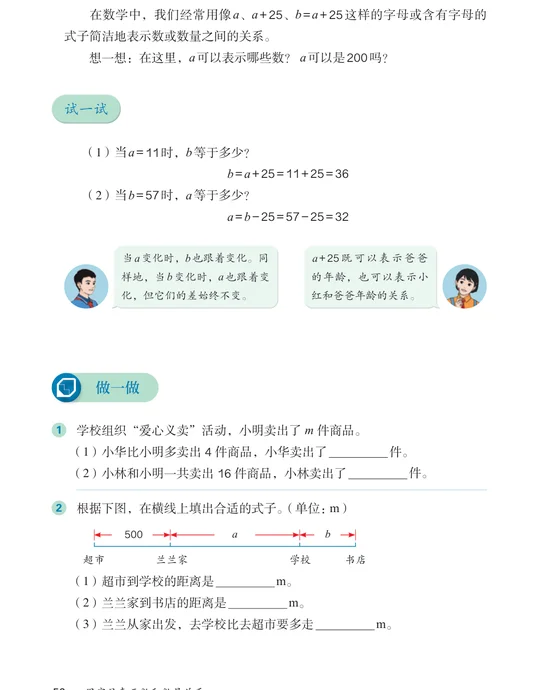 在数学中，我们经常用像a、a+25、b=a+25这样的字母或含有字母的
式子简洁地表示数或数量之间的关系。
想一想：在这里，a可以表示哪些数？a可以是200吗？
试一试
（1）当a=11时，b等于多少？
b=a+25=11+25=36
（2）当b=57时，a等于多少？
a=b-25=57-25=32
当a变化时，b也跟着变化。同
样地，当b变化时，a也跟着变
化，但它们的差始终不变。
a+25既可以表示爸爸
的年龄，也可以表示小
红和爸爸年龄的关系。
做一做
1 学校组织“爱心义卖”活动，小明卖出了 m 件商品。
（1）小华比小明多卖出 4 件商品，小华卖出了_________件。
（2）小林和小明一共卖出 16 件商品，小林卖出了_________件。
2 根据下图，在横线上填出合适的式子。（单位：m）
500 a b
超市 兰兰家 学校 书店
（1）超市到学校的距离是_________m。
（2）兰兰家到书店的距离是_________m。
（3）兰兰从家出发，去学校比去超市要多走_________m。